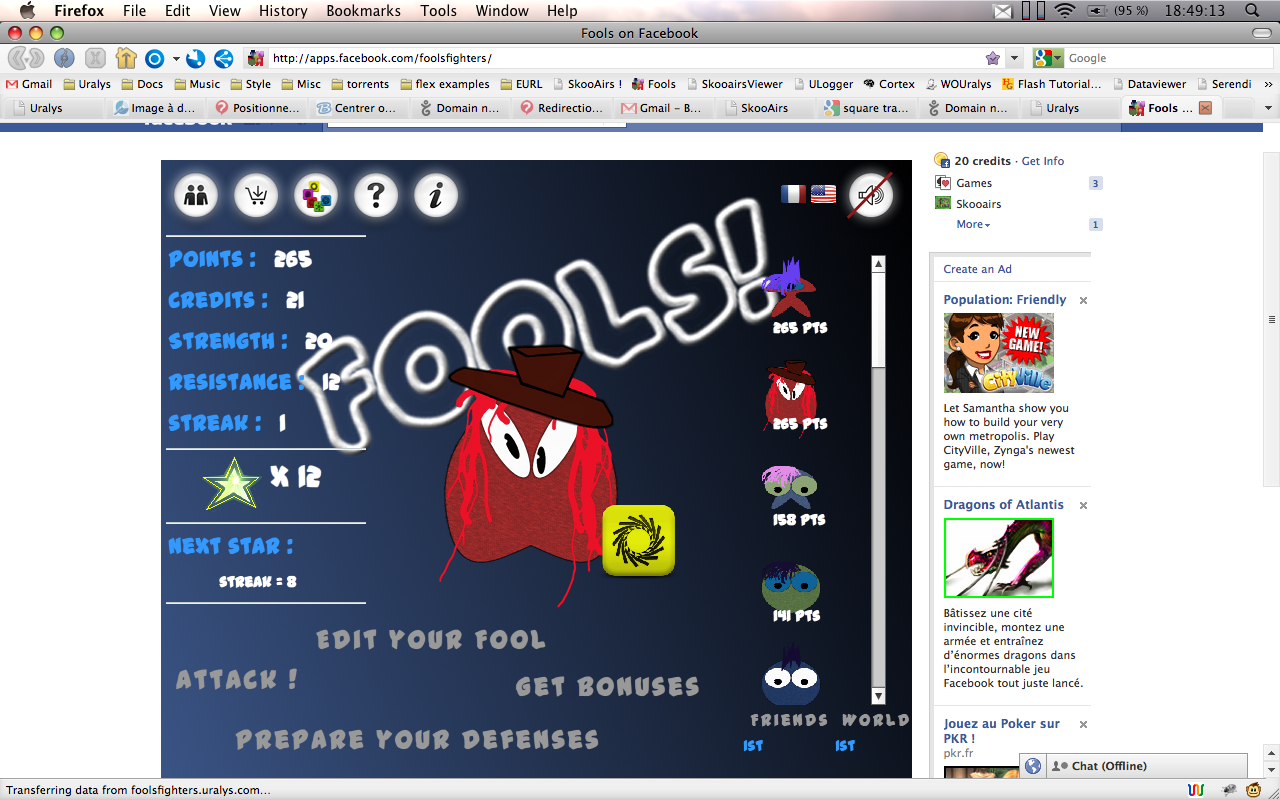 Firefox File Edit View History Bookmarks Tools Window Help (95 %) 18:49:13
Fools on Facebook
http://apps.facebook.com/foolsfighters/ Google
Gmail Uralys Docs Music Style Misc torrents flex examples EURL SkooAirs ! Fools SkooairsViewer ULogger Cortex WOUralys Flash Tutorial... Dataviewer Serendi »
Uralys Image à d... Positionne... Centrer o... Domain n... Redirectio... Gmail – B... SkooAirs square tra... Domain n... Uralys Fools ...
POINTS : 265
CREDITS : 21
STRENGTH : 20
RESISTANCE : 12
STREAK : 1
X 12
NEXT STAR :
STREAK = 8
FOOLS!
265 PTS
265 PTS
158 PTS
141 PTS
EDIT YOUR FOOL
ATTACK !
GET BONUSES
PREPARE YOUR DEFENSES
FRIENDS WORLD
1ST 1ST
20 credits · Get Info
Games 3
Skooairs
More 1
Create an Ad
Population: Friendly
NEW GAME!
CityVille
Let Samantha show you
how to build your very
own metropolis. Play
CityVille, Zynga's newest
game, now!
Dragons of Atlantis
Bâtissez une cité
invincible, montez une
armée et entraînez
d'énormes dragons dans
l'incontournable jeu
Facebook tout juste lancé.
Jouez au Poker sur
PKR !
pkr.fr
Chat (Offline)
Transferring data from foolsfighters.uralys.com...